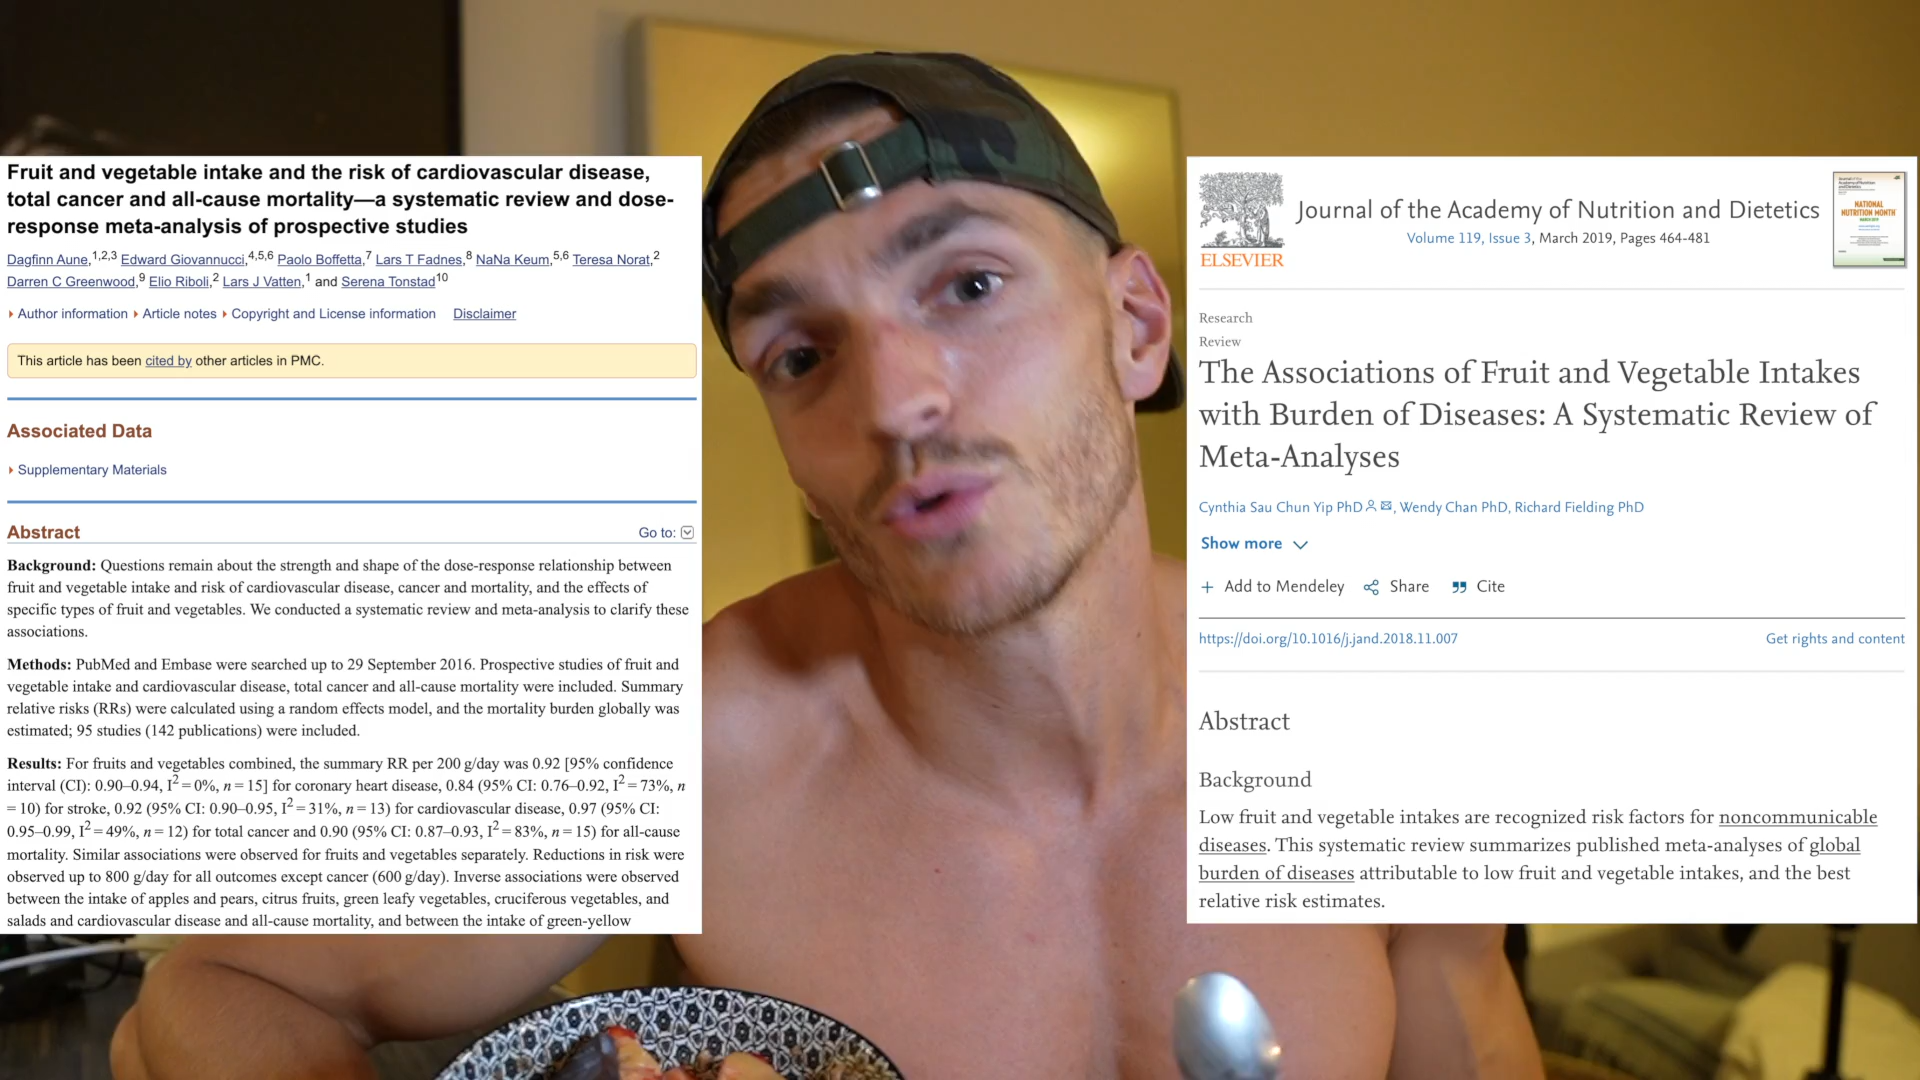 Fruit and vegetable intake and the risk of cardiovascular disease,
total cancer and all-cause mortality—a systematic review and dose-
response meta-analysis of prospective studies
Dagfinn Aune,1,2,3 Edward Giovannucci,4,5,6 Paolo Boffetta,7 Lars T Fadnes,8 NaNa Keum,5,6 Teresa Norat,2
Darren C Greenwood,9 Elio Riboli,2 Lars J Vatten,1 and Serena Tonstad10
Author information Article notes Copyright and License information Disclaimer
This article has been cited by other articles in PMC.
Associated Data
Supplementary Materials
Abstract Go to:
Background: Questions remain about the strength and shape of the dose-response relationship between
fruit and vegetable intake and risk of cardiovascular disease, cancer and mortality, and the effects of
specific types of fruit and vegetables. We conducted a systematic review and meta-analysis to clarify these
associations.
Methods: PubMed and Embase were searched up to 29 September 2016. Prospective studies of fruit and
vegetable intake and cardiovascular disease, total cancer and all-cause mortality were included. Summary
relative risks (RRs) were calculated using a random effects model, and the mortality burden globally was
estimated; 95 studies (142 publications) were included.
Results: For fruits and vegetables combined, the summary RR per 200 g/day was 0.92 [95% confidence
interval (CI): 0.90–0.94, I2 = 0%, n = 15] for coronary heart disease, 0.84 (95% CI: 0.76–0.92, I2 = 73%, n
= 10) for stroke, 0.92 (95% CI: 0.90–0.95, I2 = 31%, n = 13) for cardiovascular disease, 0.97 (95% CI:
0.95–0.99, I2 = 49%, n = 12) for total cancer and 0.90 (95% CI: 0.87–0.93, I2 = 83%, n = 15) for all-cause
mortality. Similar associations were observed for fruits and vegetables separately. Reductions in risk were
observed up to 800 g/day for all outcomes except cancer (600 g/day). Inverse associations were observed
between the intake of apples and pears, citrus fruits, green leafy vegetables, cruciferous vegetables, and
salads and cardiovascular disease and all-cause mortality, and between the intake of green-yellow
ELSEVIER
Journal of the Academy of Nutrition and Dietetics
Volume 119, Issue 3, March 2019, Pages 464-481
NATIONAL
NUTRITION MONTH
Research
Review
The Associations of Fruit and Vegetable Intakes
with Burden of Diseases: A Systematic Review of
Meta-Analyses
Cynthia Sau Chun Yip PhD, Wendy Chan PhD, Richard Fielding PhD
Show more
+ Add to Mendeley Share Cite
https://doi.org/10.1016/j.jand.2018.11.007 Get rights and content
Abstract
Background
Low fruit and vegetable intakes are recognized risk factors for noncommunicable
diseases. This systematic review summarizes published meta-analyses of global
burden of diseases attributable to low fruit and vegetable intakes, and the best
relative risk estimates.